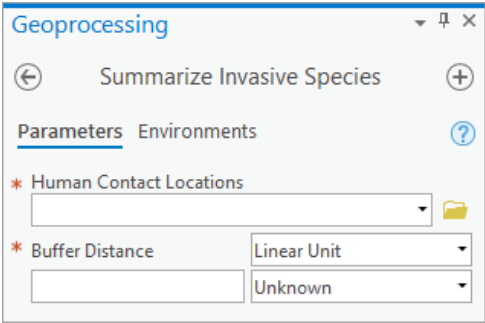 Geoprocessing
Summarize Invasive Species
Parameters Environments
* Human Contact Locations
* Buffer Distance Linear Unit
Unknown